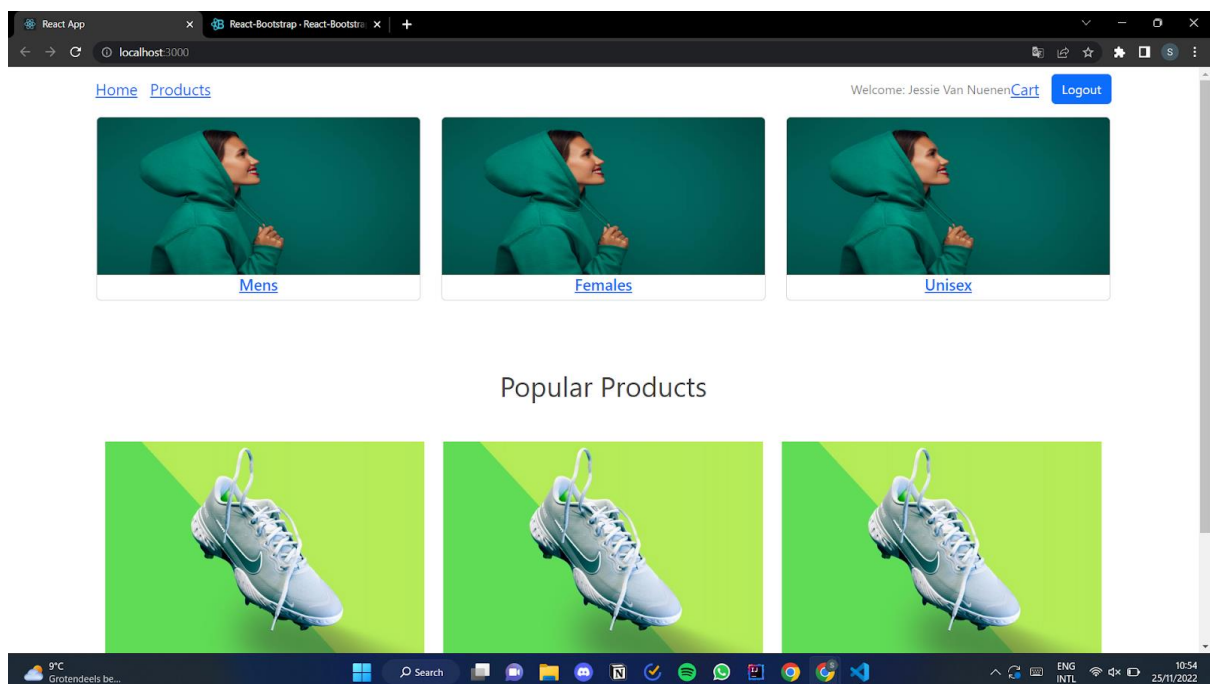 React App
React-Bootstrap · React-Bootstra
localhost:3000
S
Home Products
Welcome: Jessie Van Nuenen Cart Logout
Mens Females Unisex
Popular Products
9°C
Grotendeels be...
Search
ENG
INTL
10:54
25/11/2022